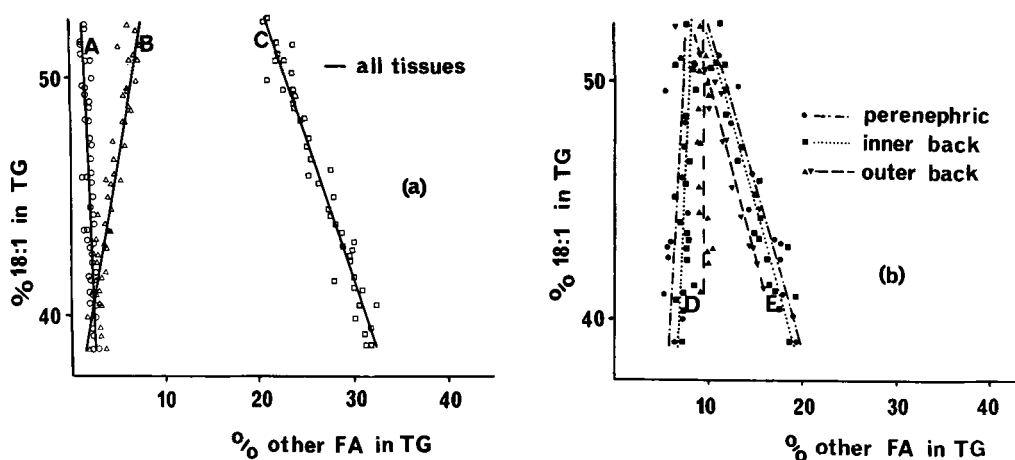 A
B
C
— all tissues
50
40
(a)
% 18:1 in TG
10
20
30
40
% other FA in TG
perenephric
inner back
outer back
50
40
(b)
D
E
% 18:1 in TG
10
20
30
40
% other FA in TG